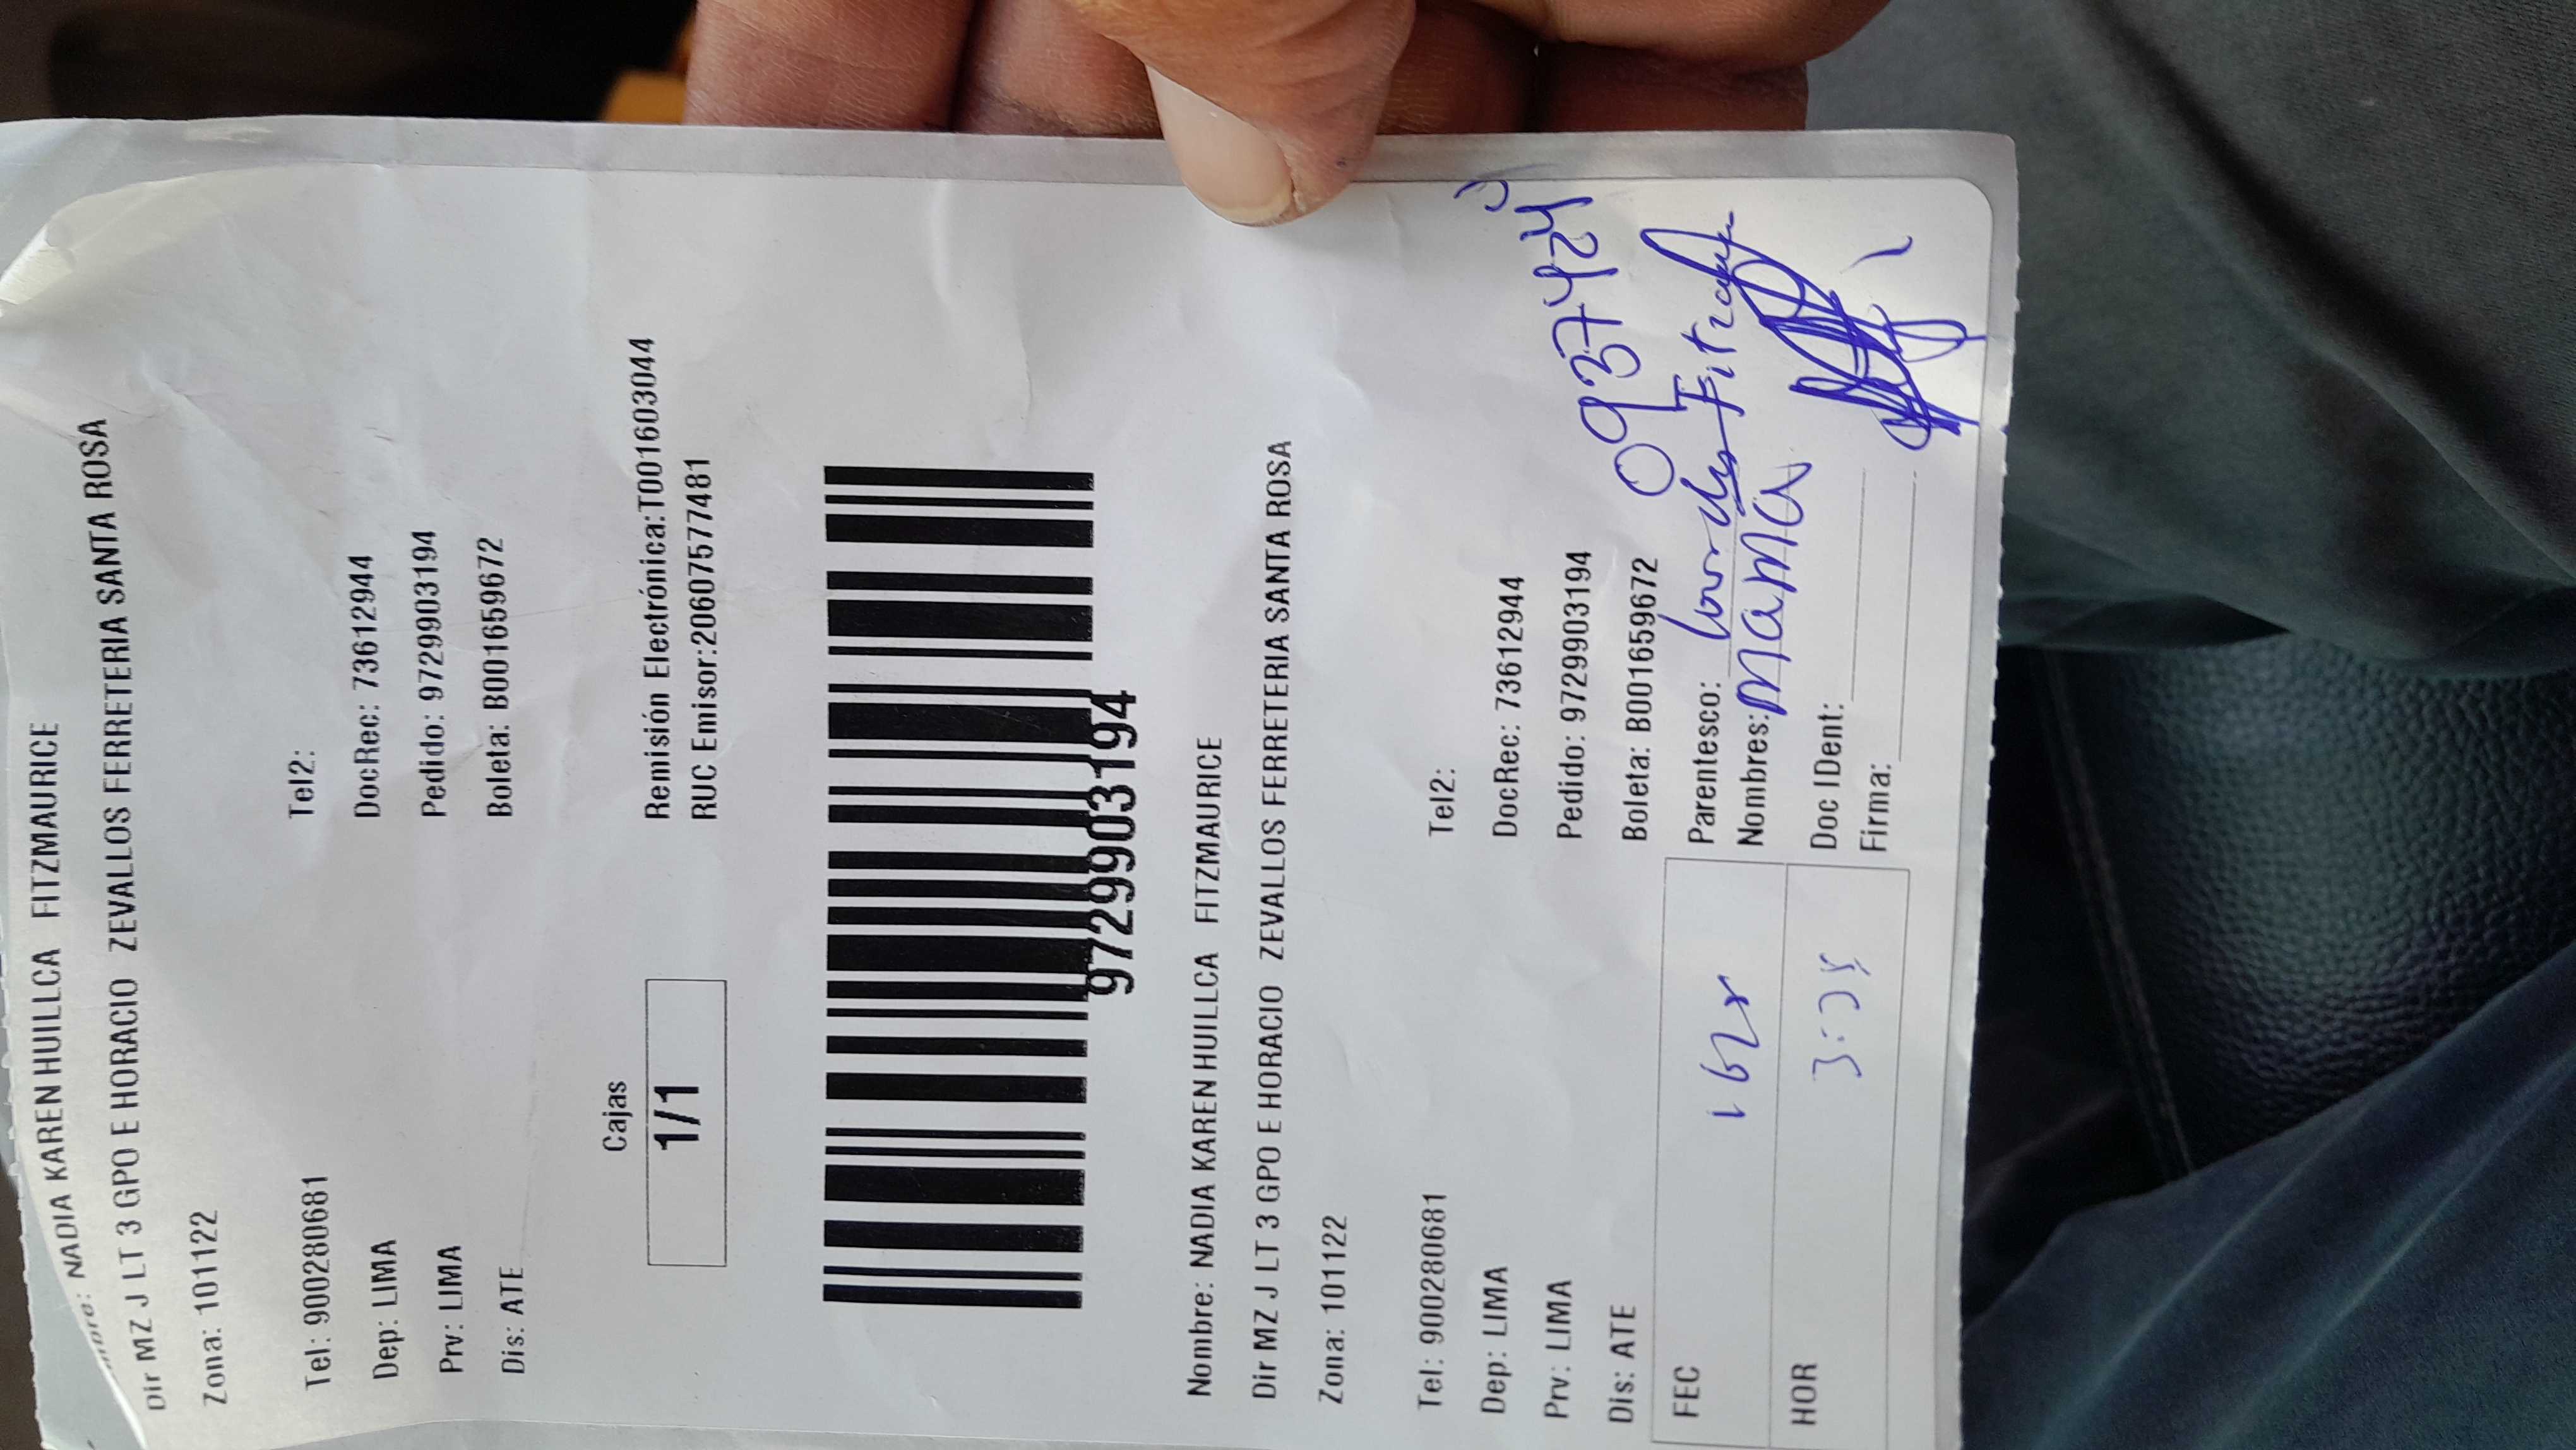 Nombre: NADIA KAREN HUILLCA FITZMAURICE
Dir MZ J LT 3 GPO E HORACIO ZEVALLOS FERRETERIA SANTA ROSA
Zona: 101122
Tel: 900280681 Tel2:
Dep: LIMA DocRec: 73612944
Prv: LIMA Pedido: 9729903194
Dis: ATE Boleta: B001659672
Cajas
1/1
Remisión Electrónica:T001603044
RUC Emisor:20607577481
9729903194
Nombre: NADIA KAREN HUILLCA FITZMAURICE
Dir MZ J LT 3 GPO E HORACIO ZEVALLOS FERRETERIA SANTA ROSA
Zona: 101122
Tel: 900280681 Tel2:
Dep: LIMA DocRec: 73612944
Prv: LIMA Pedido: 9729903194
Dis: ATE Boleta: B001659672
FEC
HOR
Parentesco:
Nombres: mama
Doc IDent:
Firma: